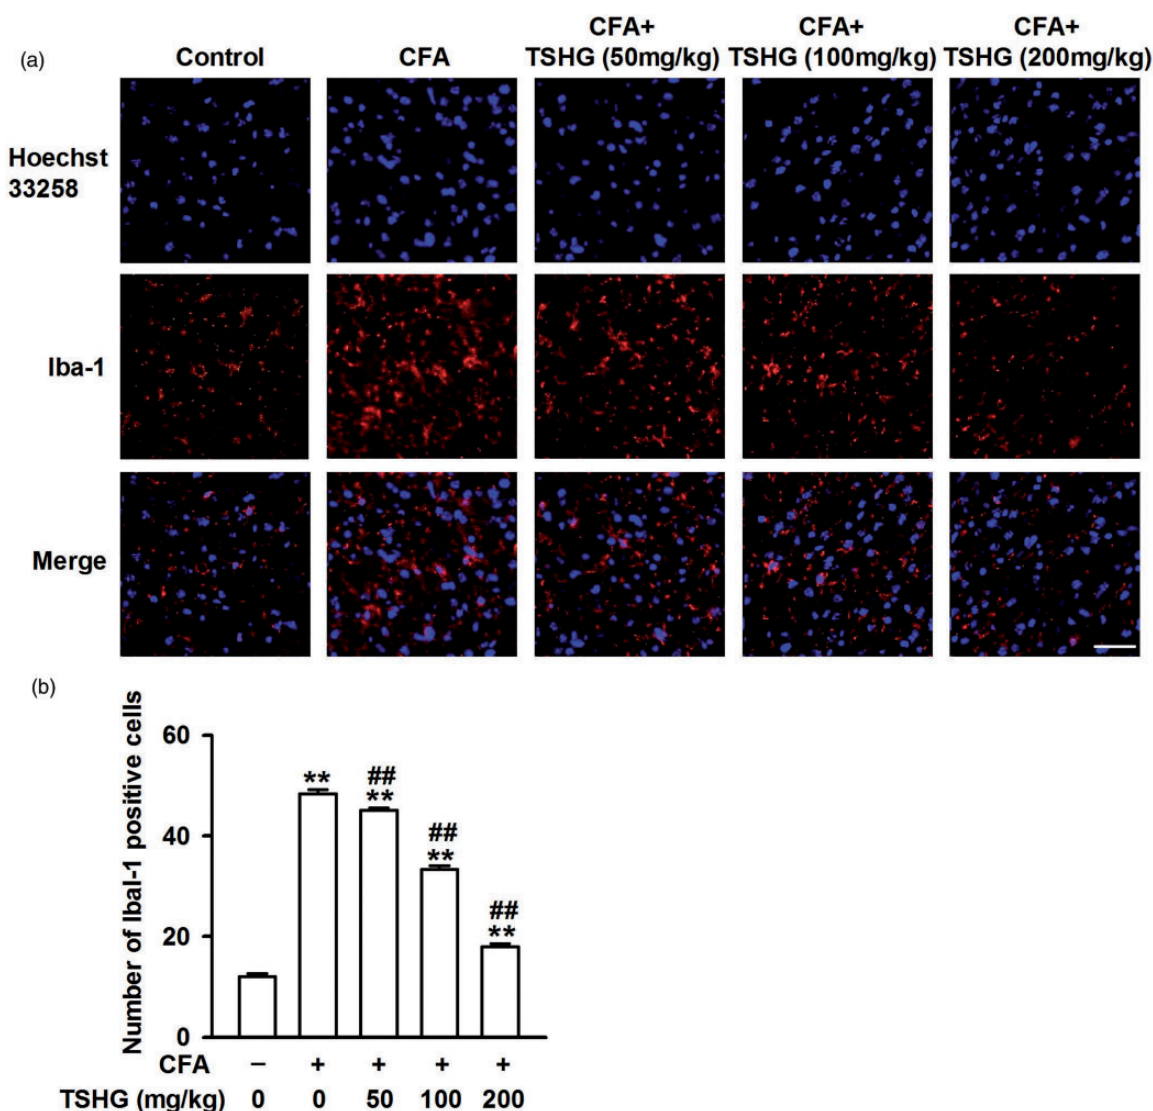 (a)
Control
CFA
CFA+
TSHG (50mg/kg)
CFA+
TSHG (100mg/kg)
CFA+
TSHG (200mg/kg)
Hoechst
33258
Iba-1
Merge
(b)
Number of Ibal-1 positive cells
60
40
20
0
**
##
**
##
**
##
**
CFA – + + + +
TSHG (mg/kg) 0 0 50 100 200